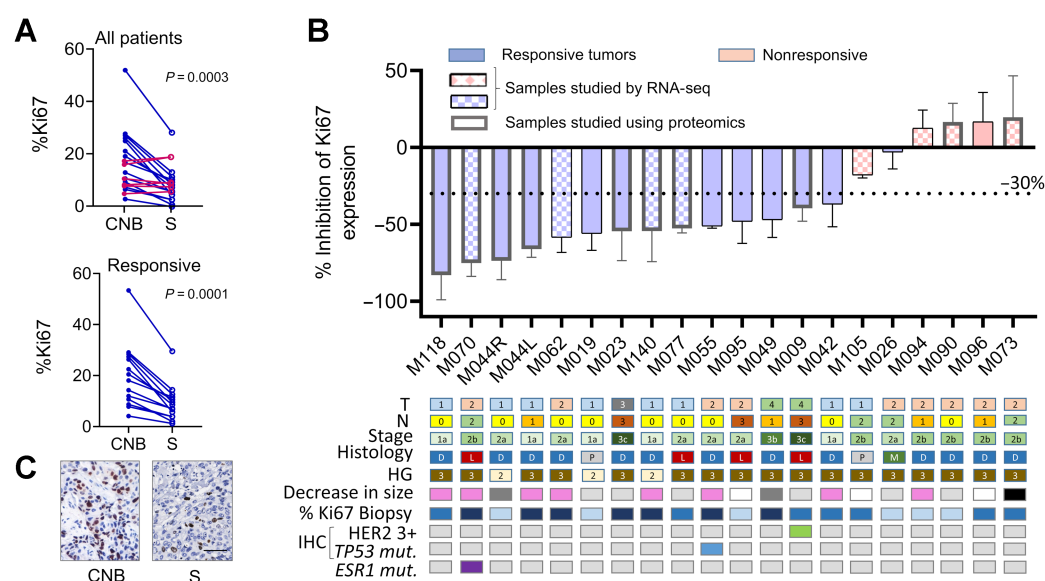 A
All patients
P = 0.0003
%Ki67
60
40
20
0
CNB S
Responsive
P = 0.0001
%Ki67
60
40
20
0
CNB S
C
CNB S
B
Responsive tumors Nonresponsive
Samples studied by RNA-seq
Samples studied using proteomics
% Inhibition of Ki67
expression
50
0
−50
−100
−30%
M118 M070 M044R M044L M062 M019 M023 M140 M077 M055 M095 M049 M009 M042 M105 M026 M094 M090 M096 M073
T 1 2 1 1 2 1 3 1 1 2 2 4 4 1 1 2 2 2 2 2
N 0 2 0 1 0 0 3 0 0 0 3 1 3 0 2 2 1 0 1 2
Stage 1a 2b 1a 1a 2a 1a 3c 1a 2a 2a 2a 3b 3c 1a 2b 2b 2a 2a 2a 2b
Histology D L D D D P D D L D L D L D P M D D D D
HG 3 3 2 3 3 2 3 2 3 3 3 3 3 3 3 3 3 3 3 3
Decrease in size
% Ki67 Biopsy
IHC
HER2 3+
TP53 mut.
ESR1 mut.